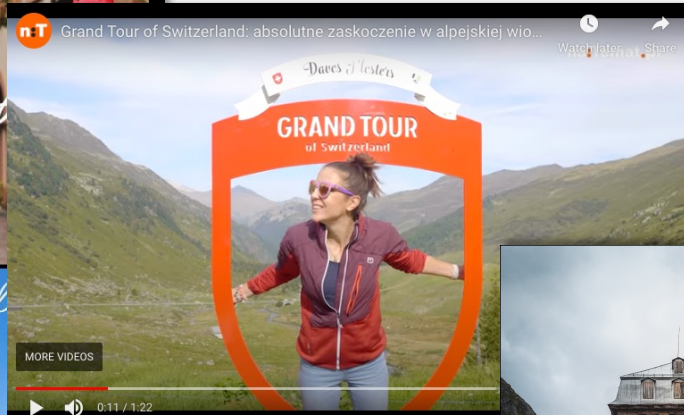 n:T Grand Tour of Switzerland: absolutne zaskoczenie w alpejskiej wio...
Watch later Share
Davos Klosters
GRAND TOUR
of Switzerland
MORE VIDEOS
0:11 / 1:22